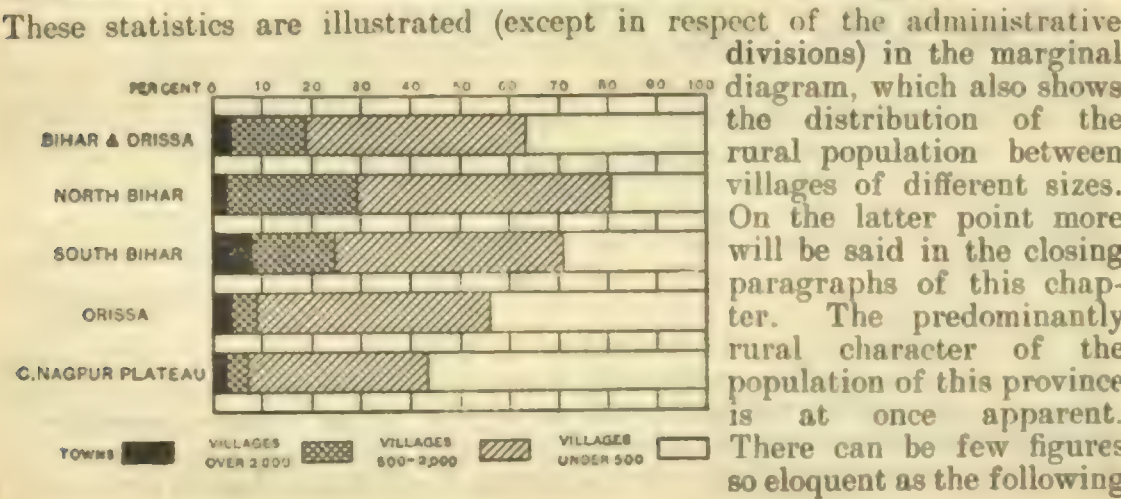 These statistics are illustrated (except in respect of the administrative
divisions) in the marginal
diagram, which also shows
the distribution of the
rural population between
villages of different sizes.
On the latter point more
will be said in the closing
paragraphs of this chap-
ter. The predominantly
rural character of the
population of this province
is at once apparent.
There can be few figures
so eloquent as the following
PER CENT 0 10 20 30 40 50 60 70 80 90 100
BIHAR & ORISSA
NORTH BIHAR
SOUTH BIHAR
ORISSA
C. NAGPUR PLATEAU
TOWNS
VILLAGES
OVER 2,000
VILLAGES
500-2,000
VILLAGES
UNDER 500